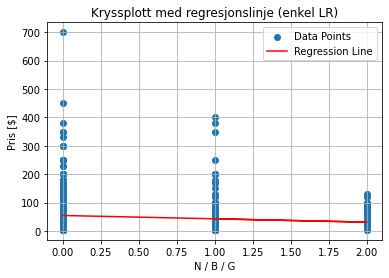 Kryssplott med regresjonslinje (enkel LR)
Data Points
Regression Line
Pris [$]
700
600
500
400
300
200
100
0
0.00 0.25 0.50 0.75 1.00 1.25 1.50 1.75 2.00
N / B / G